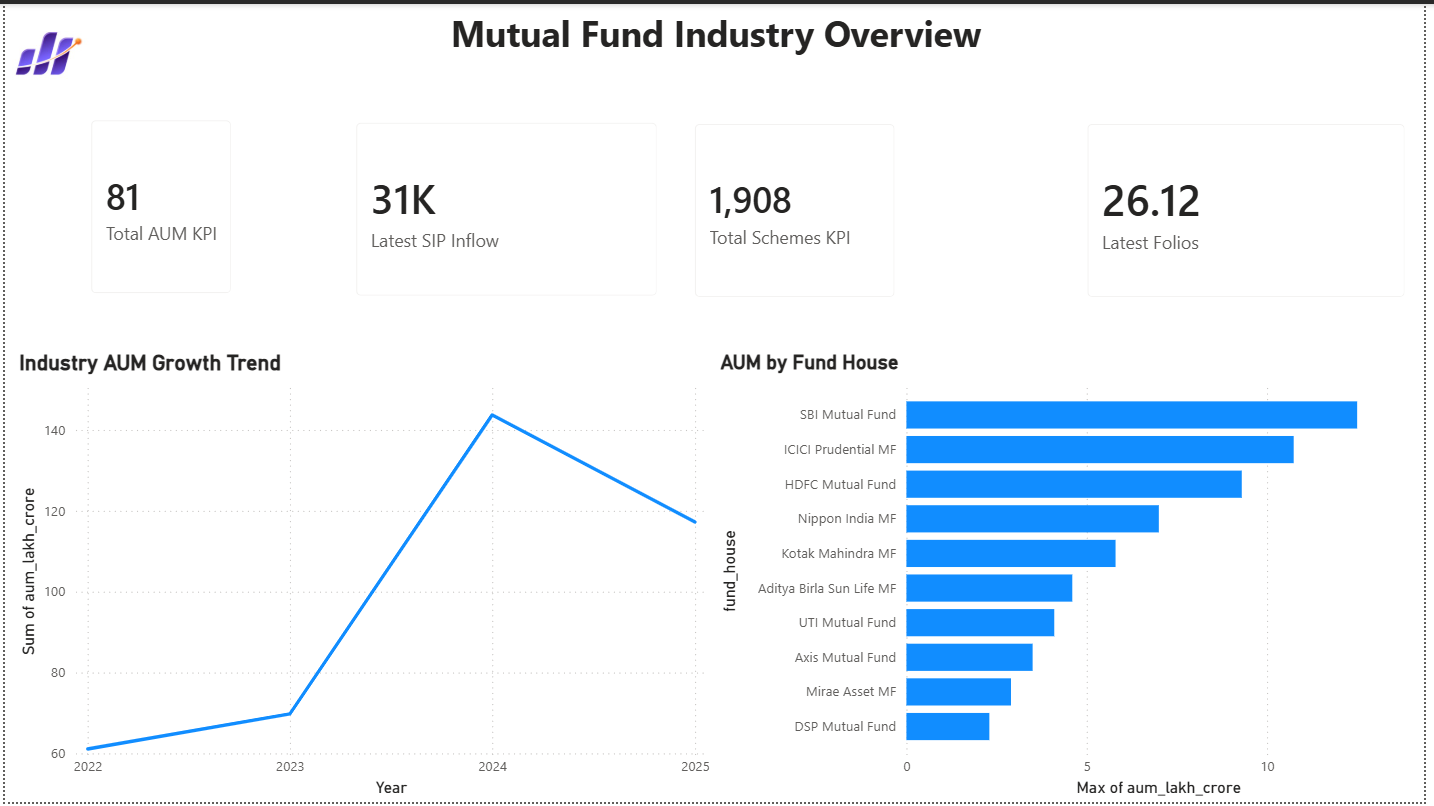 Mutual Fund Industry Overview
81
Total AUM KPI
31K
Latest SIP Inflow
1,908
Total Schemes KPI
26.12
Latest Folios
Industry AUM Growth Trend
Sum of aum_lakh_crore
140
120
100
80
60
2022 2023 2024 2025
Year
AUM by Fund House
fund_house
SBI Mutual Fund
ICICI Prudential MF
HDFC Mutual Fund
Nippon India MF
Kotak Mahindra MF
Aditya Birla Sun Life MF
UTI Mutual Fund
Axis Mutual Fund
Mirae Asset MF
DSP Mutual Fund
0 5 10
Max of aum_lakh_crore